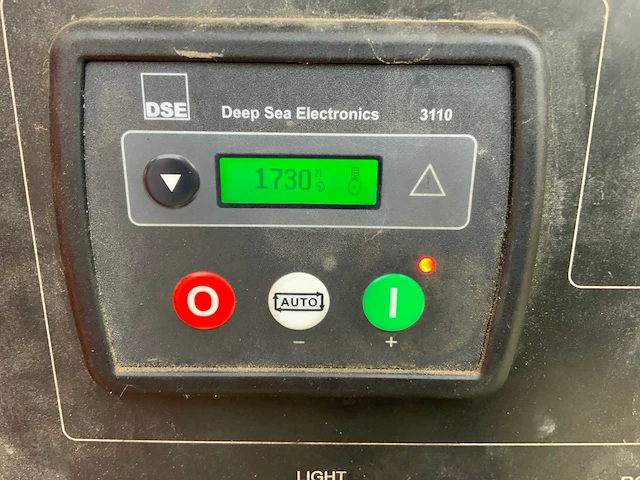 DSE
Deep Sea Electronics 3110
1730 H
O AUTO I
− +
LIGHT